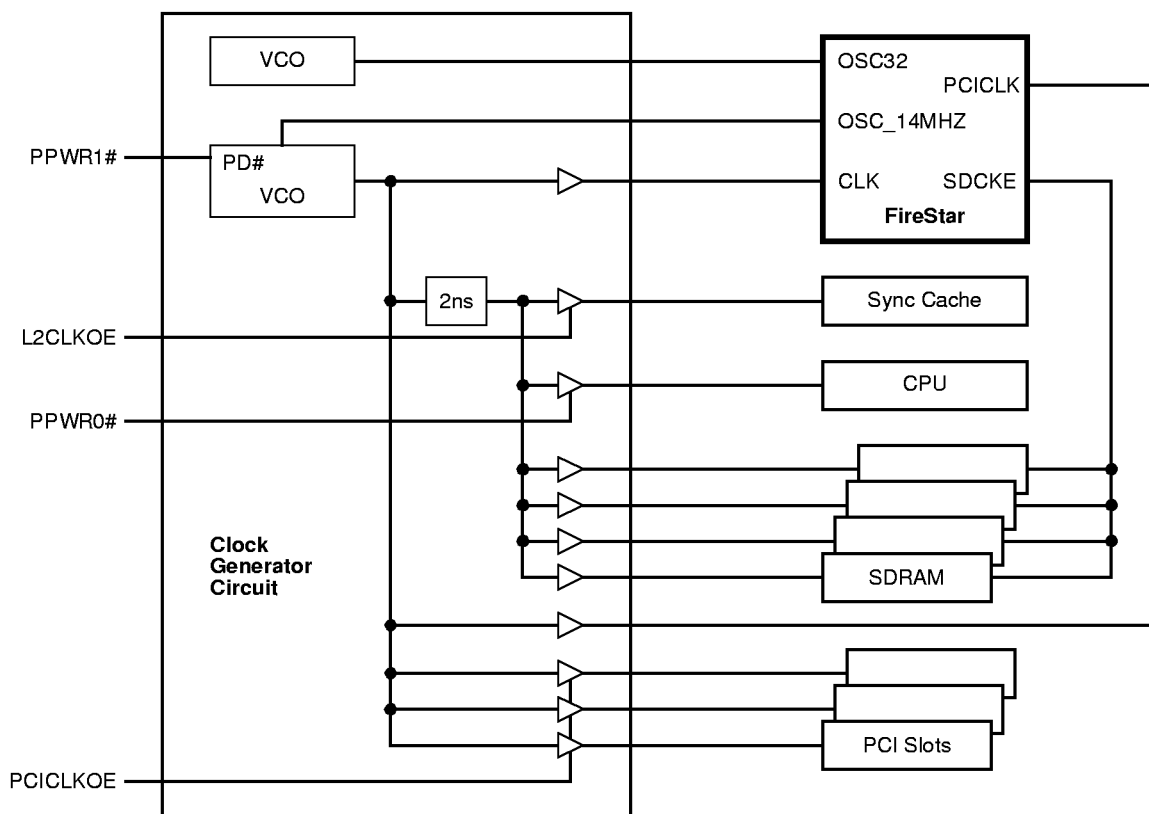 VCO
OSC32
PCICLK
OSC_14MHZ
PPWR1#
PD#
VCO
CLK
SDCKE
FireStar
2ns
Sync Cache
L2CLKOE
CPU
PPWR0#
Clock
Generator
Circuit
SDRAM
PCI Slots
PCICLKOE